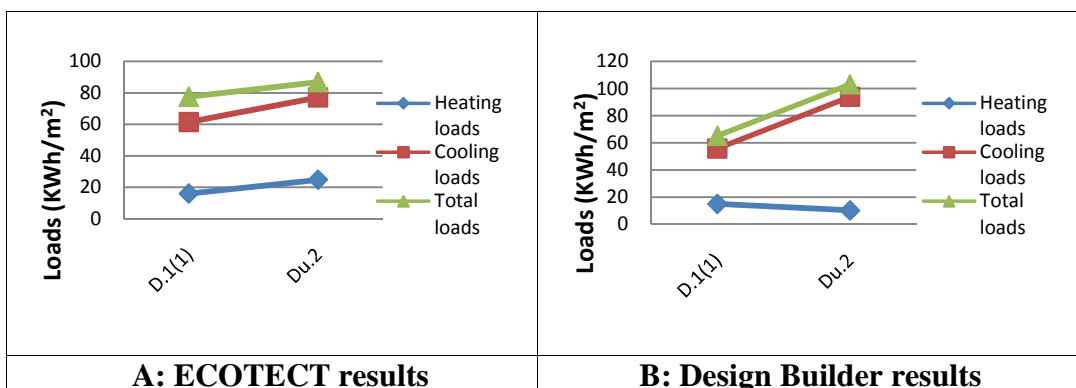 Loads (KWh/m²)
100
80
60
40
20
0
D.1(1)
Du.2
Heating
loads
Cooling
loads
Total
loads
A: ECOTECT results
Loads (KWh/m²)
120
100
80
60
40
20
0
D.1(1)
Du.2
Heating
loads
Cooling
loads
Total
loads
B: Design Builder results